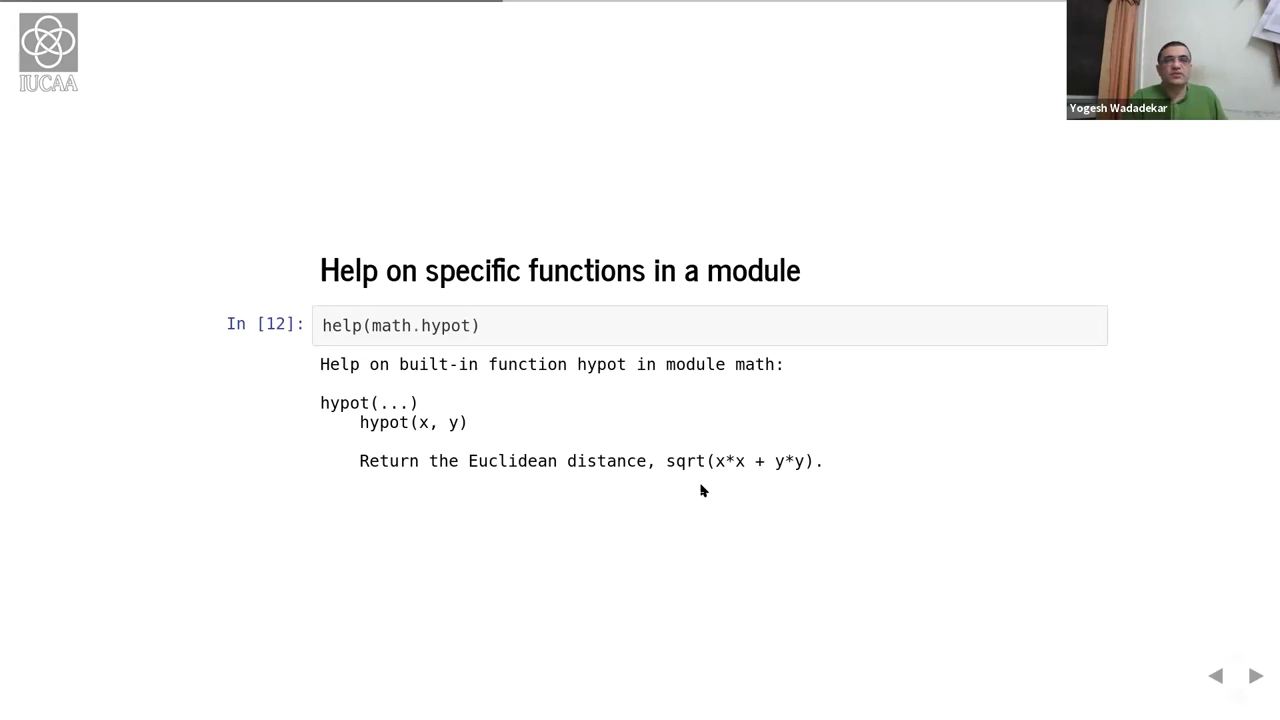 IUCAA
Yogesh Wadadekar
Help on specific functions in a module
In [12]: help(math.hypot)
Help on built-in function hypot in module math:
hypot(...)
hypot(x, y)
Return the Euclidean distance, sqrt(x*x + y*y).